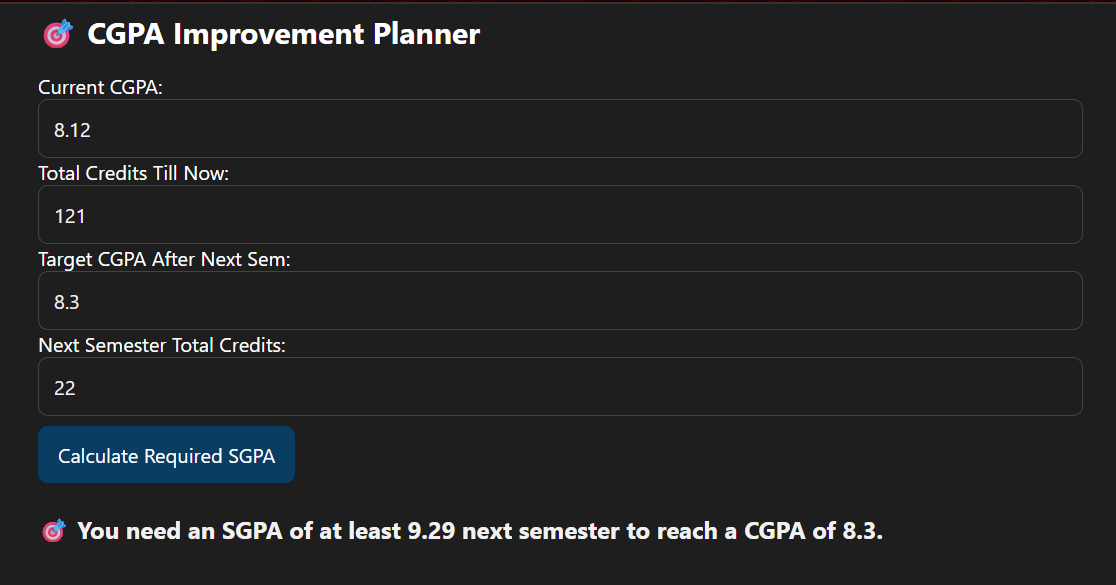 🎯 CGPA Improvement Planner
Current CGPA:
8.12
Total Credits Till Now:
121
Target CGPA After Next Sem:
8.3
Next Semester Total Credits:
22
Calculate Required SGPA
🎯 You need an SGPA of at least 9.29 next semester to reach a CGPA of 8.3.